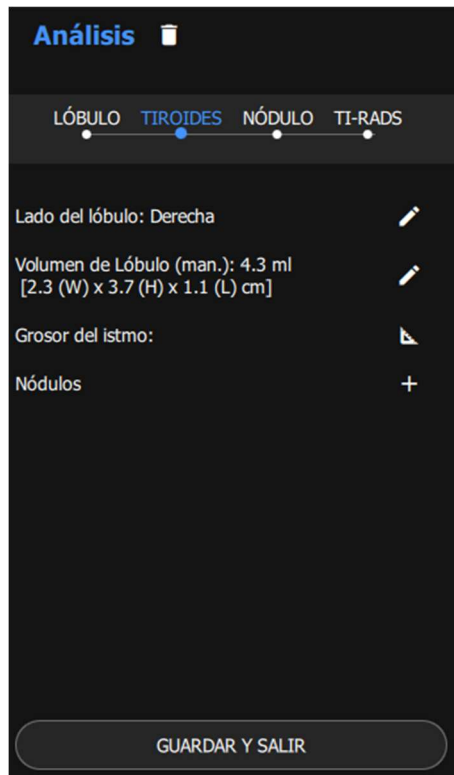 Análisis
LÓBULO TIROIDES NÓDULO TI-RADS
Lado del lóbulo: Derecha
Volumen de Lóbulo (man.): 4.3 ml
[2.3 (W) x 3.7 (H) x 1.1 (L) cm]
Grosor del istmo:
Nódulos
GUARDAR Y SALIR